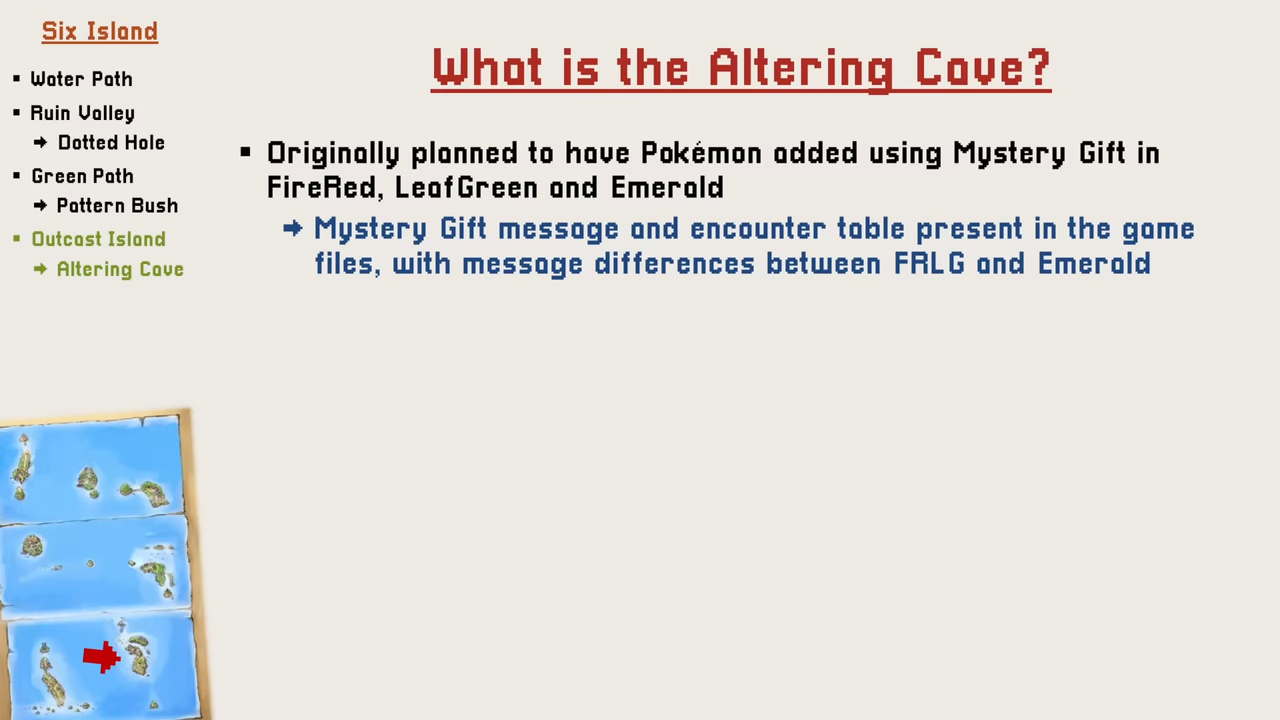 Six Island
▪ Water Path
▪ Ruin Valley
→ Dotted Hole
▪ Green Path
→ Pattern Bush
▪ Outcast Island
→ Altering Cave
What is the Altering Cave?
▪ Originally planned to have Pokémon added using Mystery Gift in
FireRed, LeafGreen and Emerald
→ Mystery Gift message and encounter table present in the game
files, with message differences between FRLG and Emerald